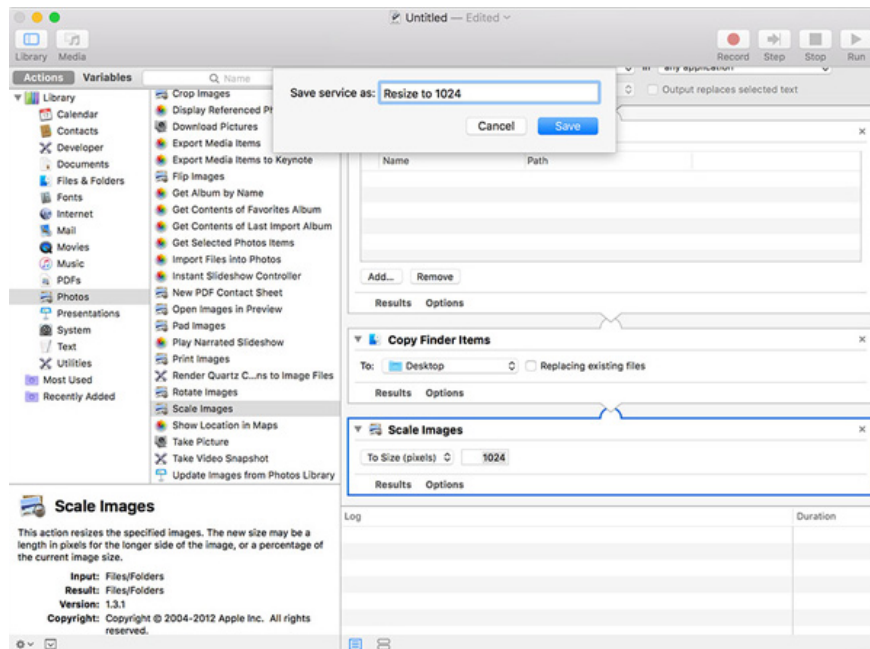 Untitled — Edited
Library Media
Record Step Stop Run
Actions Variables
Name
Save service as: Resize to 1024
Cancel Save
in any application
Output replaces selected text
Library
Calendar
Contacts
Developer
Documents
Files & Folders
Fonts
Internet
Mail
Movies
Music
PDFs
Photos
Presentations
System
Text
Utilities
Most Used
Recently Added
Crop Images
Display Referenced
Download Pictures
Export Media Items
Export Media Items to Keynote
Flip Images
Get Album by Name
Get Contents of Favorites Album
Get Contents of Last Import Album
Get Selected Photos Items
Import Files into Photos
Instant Slideshow Controller
New PDF Contact Sheet
Open Images in Preview
Pad Images
Play Narrated Slideshow
Print Images
Render Quartz C...ns to Image Files
Rotate Images
Scale Images
Show Location in Maps
Take Picture
Take Video Snapshot
Update Images from Photos Library
Name Path
Add... Remove
Results Options
Copy Finder Items
To: Desktop Replacing existing files
Results Options
Scale Images
To Size (pixels) 1024
Results Options
Scale Images
This action resizes the specified images. The new size may be a
length in pixels for the longer side of the image, or a percentage of
the current image size.
Input: Files/Folders
Result: Files/Folders
Version: 1.3.1
Copyright: Copyright © 2004-2012 Apple Inc. All rights
reserved.
Log Duration